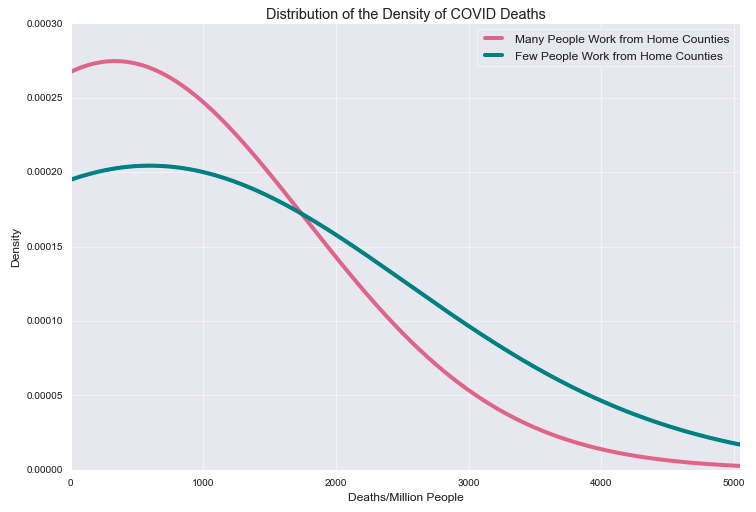 Distribution of the Density of COVID Deaths
Many People Work from Home Counties
Few People Work from Home Counties
0.00030
0.00025
0.00020
0.00015
0.00010
0.00005
0.00000
Density
0 1000 2000 3000 4000 5000
Deaths/Million People